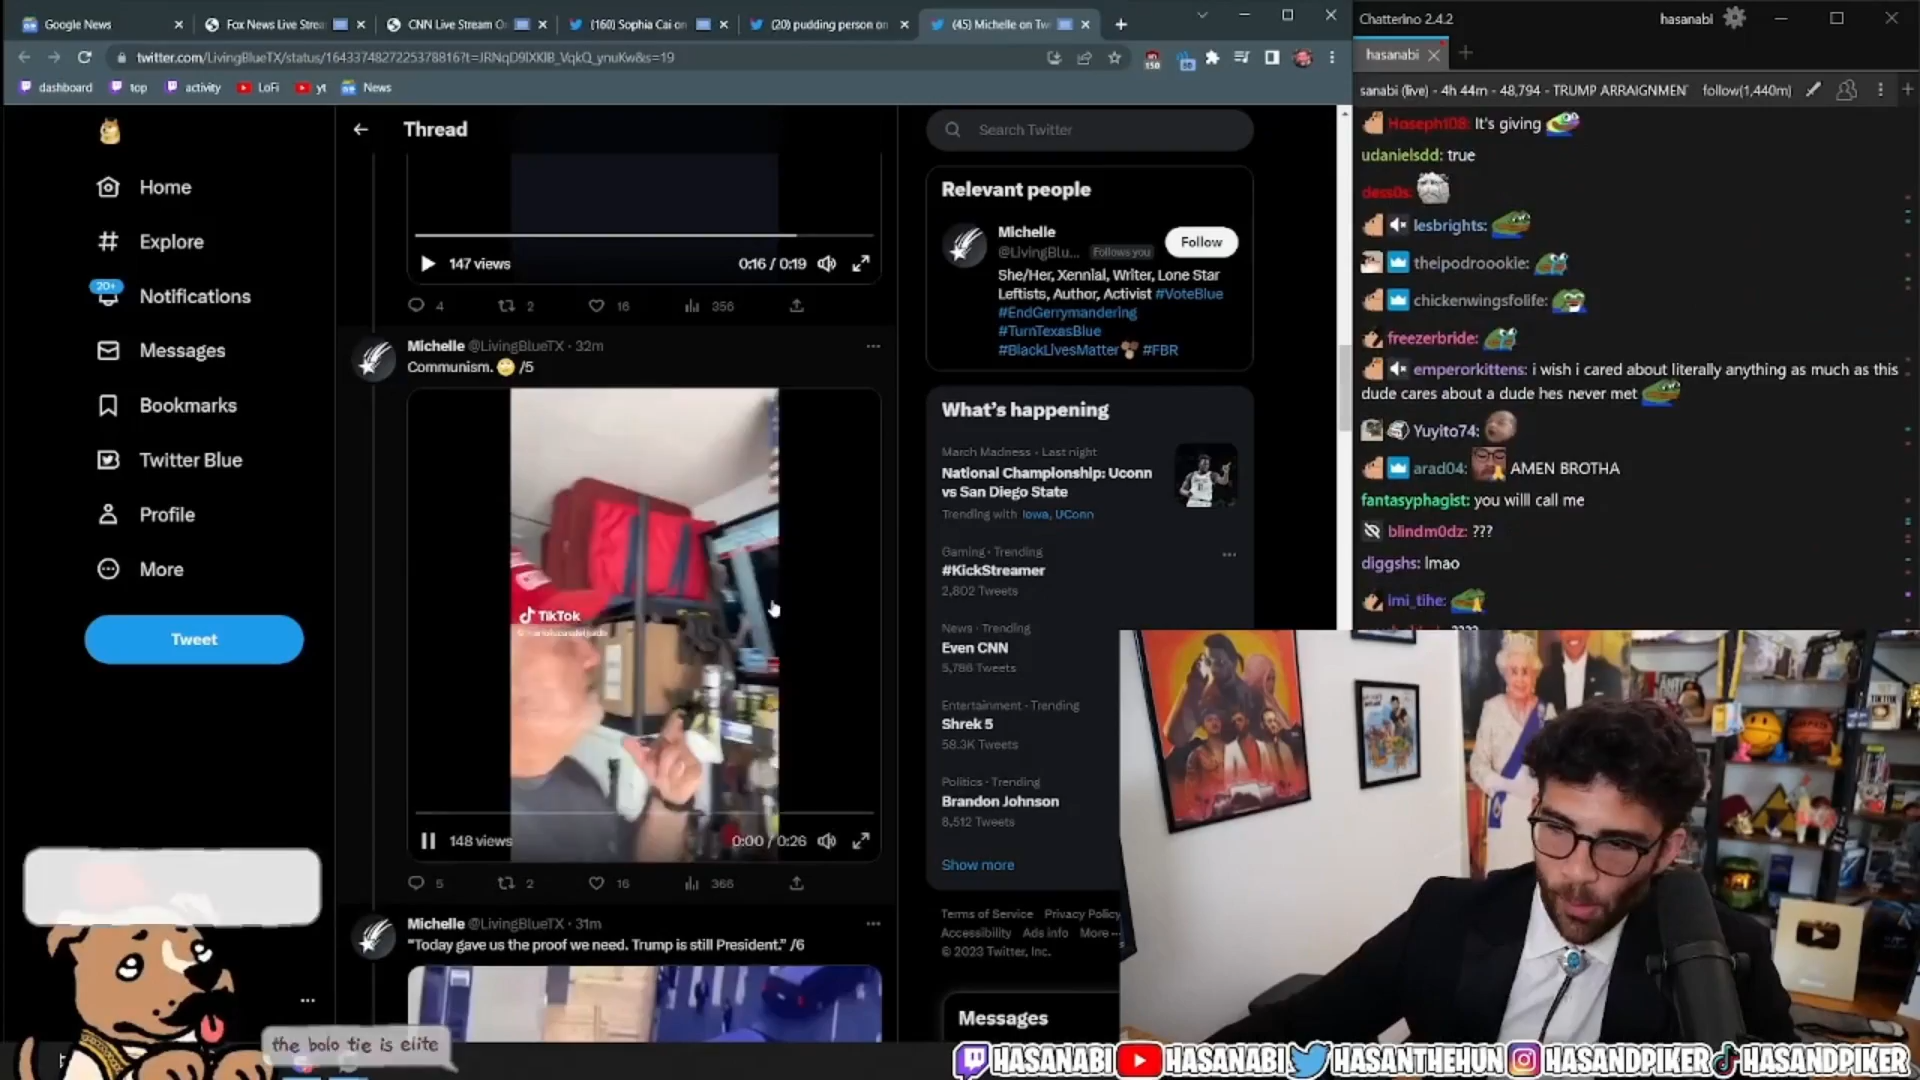 Google News
Fox News Live Strea
CNN Live Stream O
(160) Sophia Cai on
(20) pudding person on
(45) Michelle on Tw
Chatterino 2.4.2
hasanabi
hasanabi
dashboard
top
activity
LoFi
yt
News
sanabi (live) - 4h 44m - 48,794 - TRUMP ARRAIGNMEN
follow(1,440m)
Home
Explore
20+
Notifications
Messages
Bookmarks
Twitter Blue
Profile
More
Tweet
Thread
147 views
0:16 / 0:19
4
2
16
356
Michelle @LivingBlueTX · 32m
Communism. 🙄 /5
TikTok
148 views
0:00 / 0:26
5
2
16
366
Michelle @LivingBlueTX · 31m
"Today gave us the proof we need. Trump is still President." /6
Search Twitter
Relevant people
Michelle
@LivingBlu... Follows you
Follow
She/Her, Xennial, Writer, Lone Star
Leftists, Author, Activist #VoteBlue
#EndGerrymandering
#TurnTexasBlue
#BlackLivesMatter #FBR
What's happening
March Madness · Last night
National Championship: Uconn
vs San Diego State
Trending with Iowa, UConn
Gaming · Trending
#KickStreamer
2,802 Tweets
News · Trending
Even CNN
5,786 Tweets
Entertainment · Trending
Shrek 5
58.3K Tweets
Politics · Trending
Brandon Johnson
8,512 Tweets
Show more
Terms of Service Privacy Policy
Accessibility Ads info More ···
© 2023 Twitter, Inc.
Messages
Hoseph108: It's giving
udanielsdd: true
dess0s:
lesbrights:
theipodroookie:
chickenwingsfolife:
freezerbride:
emperorkittens: i wish i cared about literally anything as much as this
dude cares about a dude hes never met
Yuyito74:
arad04: AMEN BROTHA
fantasyphagist: you willl call me
blindm0dz: ???
diggshs: lmao
imi_tihe:
the bolo tie is elite
HASANABI
HASANABI
HASANTHEHUN
HASANDPIKER
HASANDPIKER